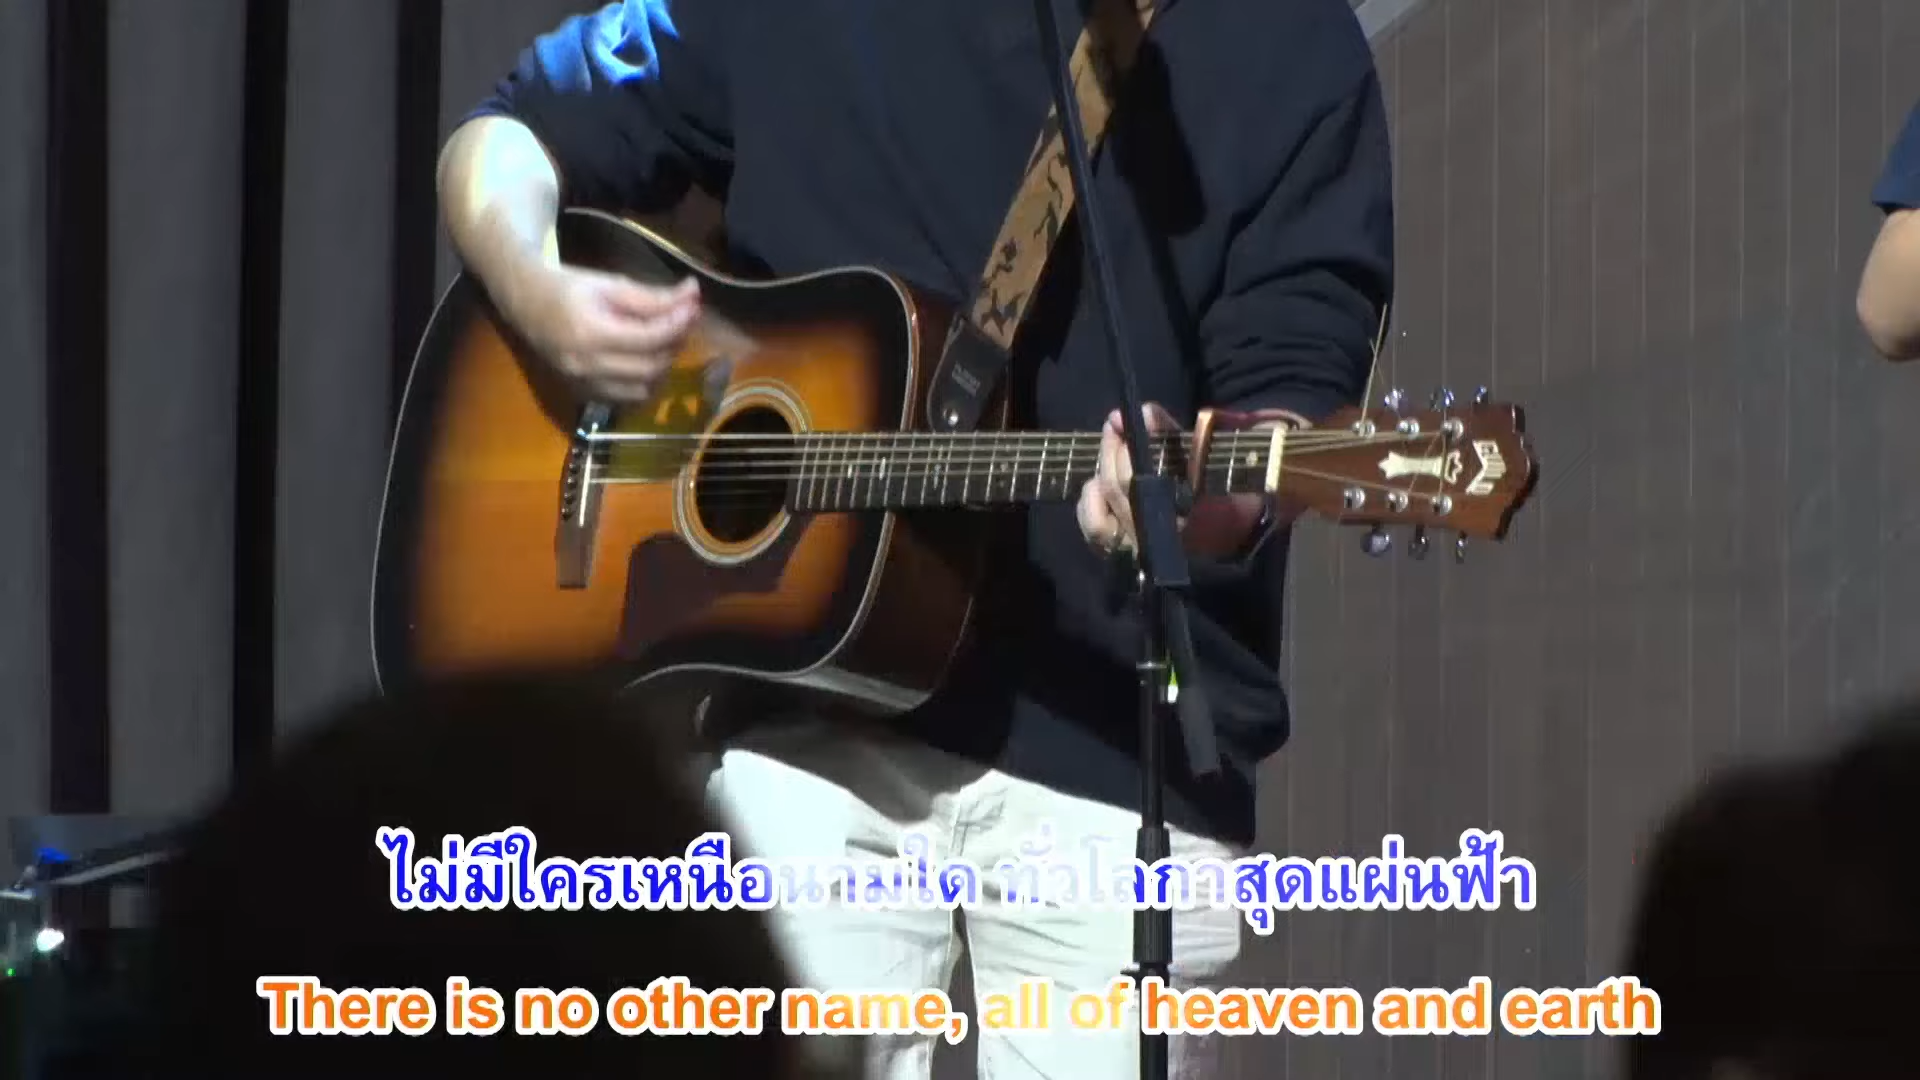 GUILD
ไม่มีใครเหนือนามใด ทั่วโลกาสุดแผ่นฟ้า
There is no other name, all of heaven and earth